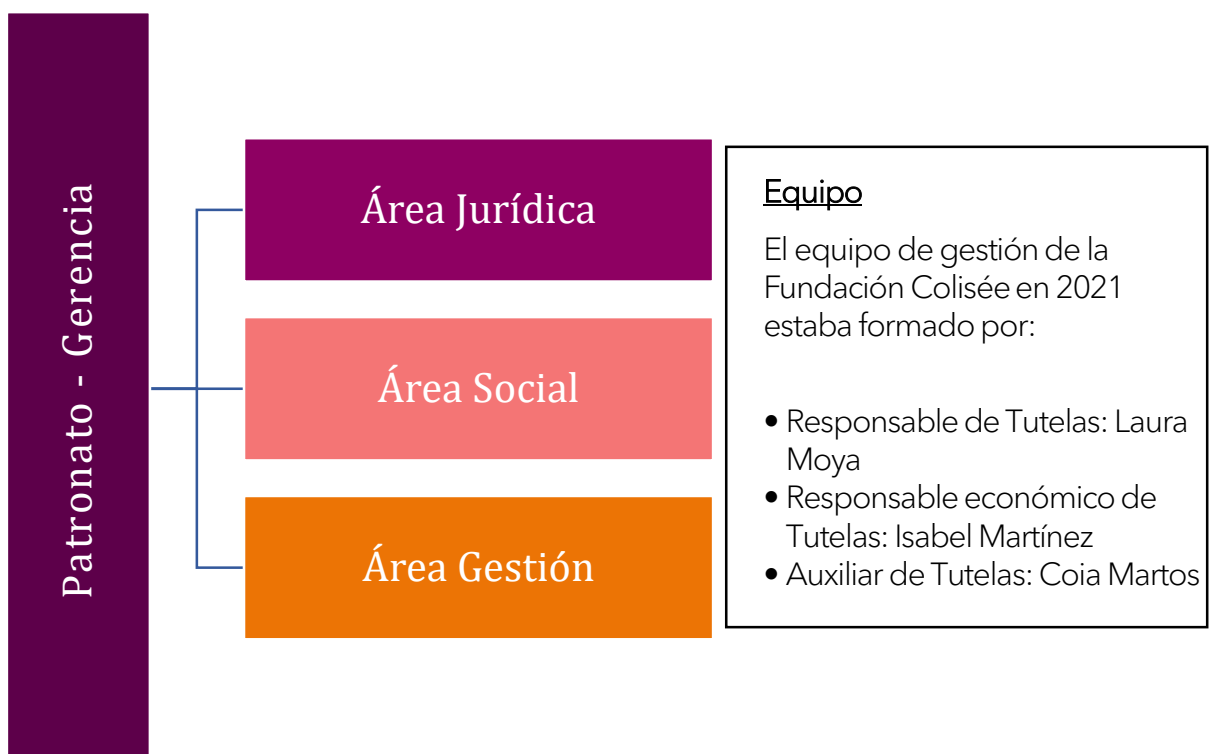 Patronato - Gerencia
Área Jurídica
Área Social
Área Gestión
Equipo
El equipo de gestión de la
Fundación Colisée en 2021
estaba formado por:
• Responsable de Tutelas: Laura
Moya
• Responsable económico de
Tutelas: Isabel Martínez
• Auxiliar de Tutelas: Coia Martos